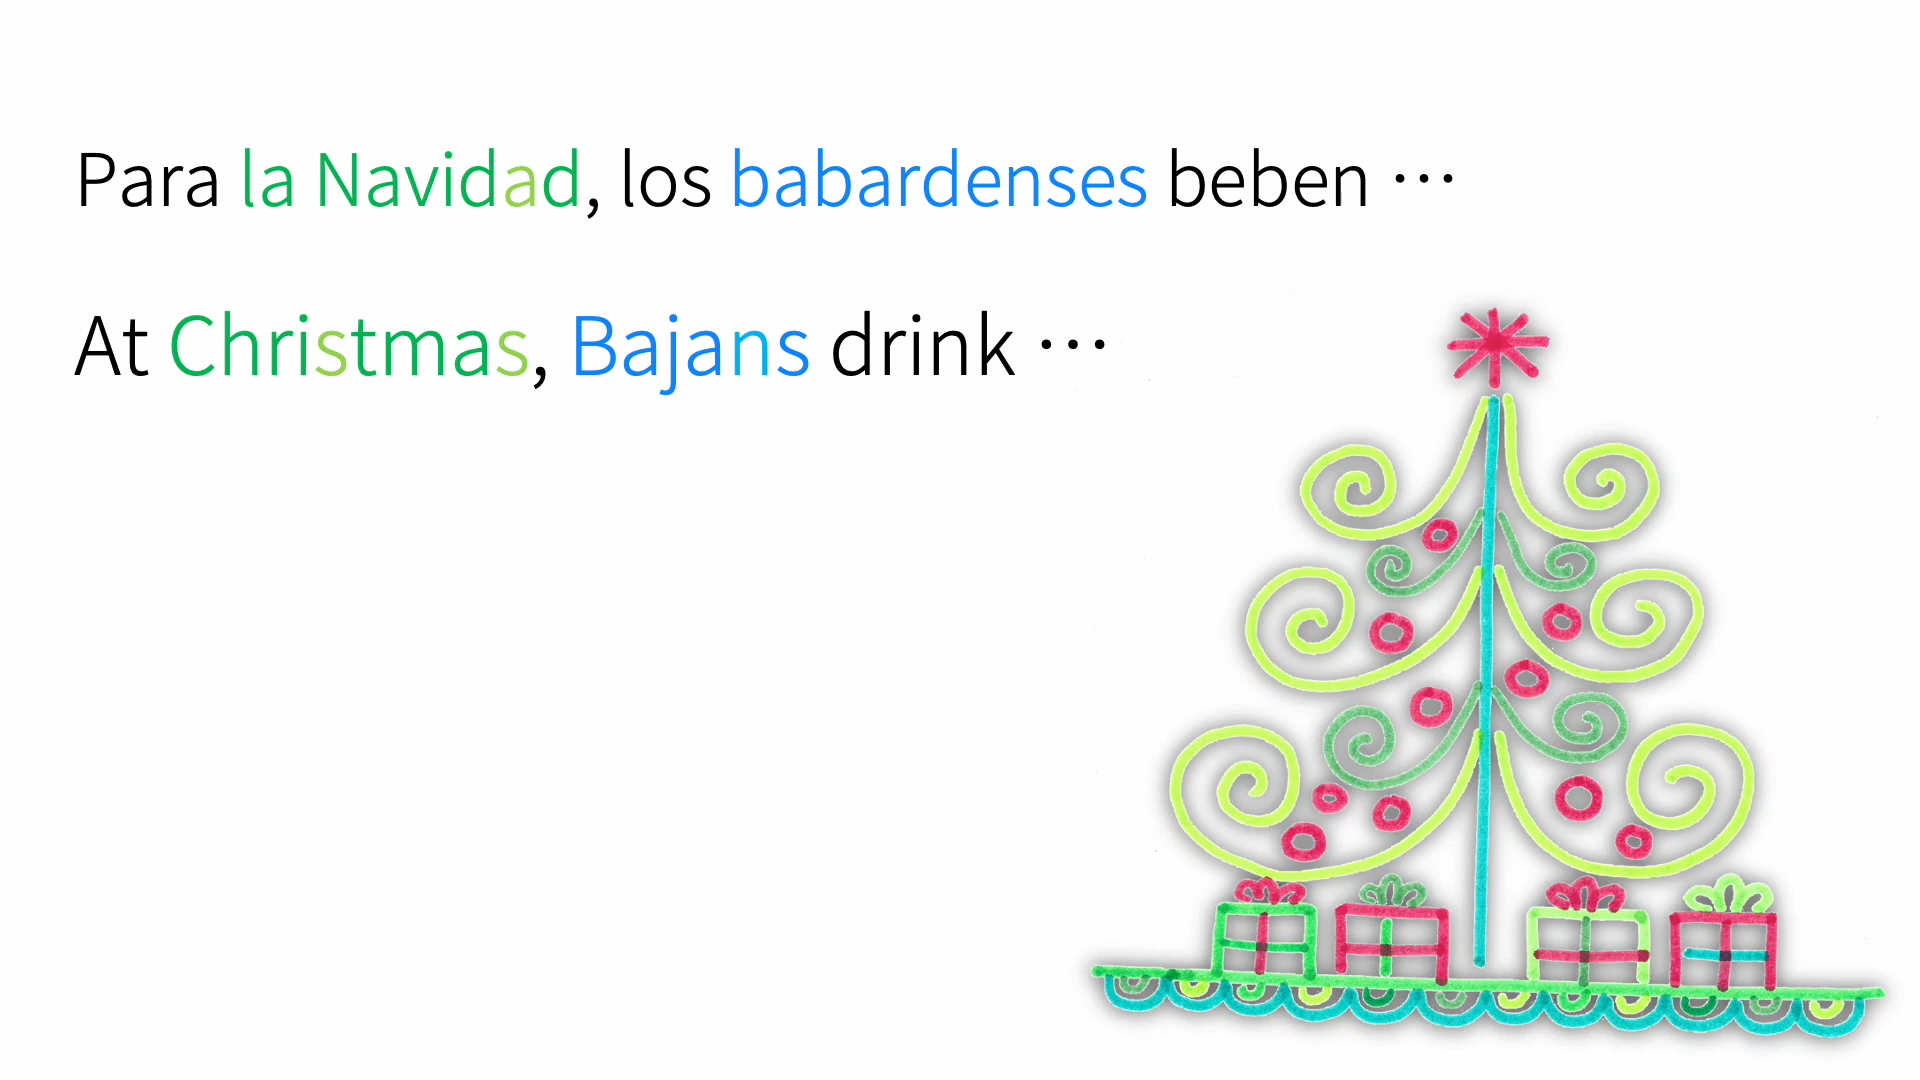 Para la Navidad, los babardenses beben …
At Christmas, Bajans drink …